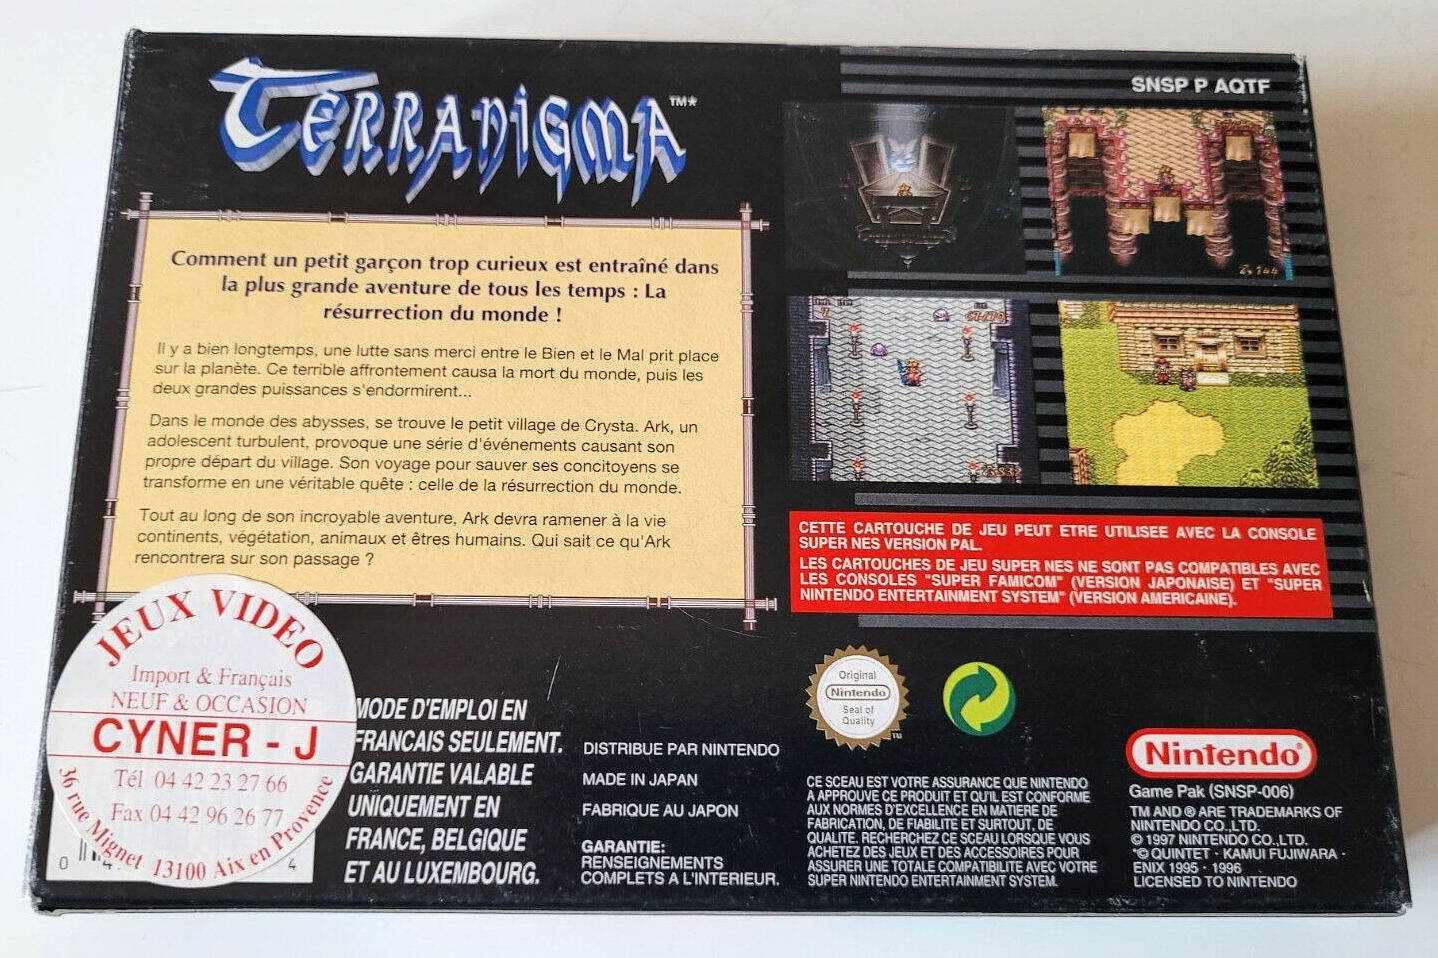 TERRANIGMA™*
SNSP P AQTF
Comment un petit garçon trop curieux est entraîné dans
la plus grande aventure de tous les temps : La
résurrection du monde !
Il y a bien longtemps, une lutte sans merci entre le Bien et le Mal prit place
sur la planète. Ce terrible affrontement causa la mort du monde, puis les
deux grandes puissances s'endormirent...
Dans le monde des abysses, se trouve le petit village de Crysta. Ark, un
adolescent turbulent, provoque une série d'événements causant son
propre départ du village. Son voyage pour sauver ses concitoyens se
transforme en une véritable quête : celle de la résurrection du monde.
Tout au long de son incroyable aventure, Ark devra ramener à la vie
continents, végétation, animaux et êtres humains. Qui sait ce qu'Ark
rencontrera sur son passage ?
CETTE CARTOUCHE DE JEU PEUT ETRE UTILISEE AVEC LA CONSOLE
SUPER NES VERSION PAL.
LES CARTOUCHES DE JEU SUPER NES NE SONT PAS COMPATIBLES AVEC
LES CONSOLES "SUPER FAMICOM" (VERSION JAPONAISE) ET "SUPER
NINTENDO ENTERTAINMENT SYSTEM" (VERSION AMERICAINE).
JEUX VIDEO
Import & Français
NEUF & OCCASION
CYNER - J
Tél 04 42 23 27 66
Fax 04 42 96 26 77
36 rue Mignet 13100 Aix en Provence
0
4
MODE D'EMPLOI EN
FRANCAIS SEULEMENT.
GARANTIE VALABLE
UNIQUEMENT EN
FRANCE, BELGIQUE
ET AU LUXEMBOURG.
DISTRIBUE PAR NINTENDO
MADE IN JAPAN
FABRIQUE AU JAPON
GARANTIE:
RENSEIGNEMENTS
COMPLETS A L'INTERIEUR.
Original
Nintendo
Seal of
Quality
TM
CE SCEAU EST VOTRE ASSURANCE QUE NINTENDO
A APPROUVE CE PRODUIT ET QU'IL EST CONFORME
AUX NORMES D'EXCELLENCE EN MATIERE DE
FABRICATION, DE FIABILITE ET SURTOUT, DE
QUALITE. RECHERCHEZ CE SCEAU LORSQUE VOUS
ACHETEZ DES JEUX ET DES ACCESSOIRES POUR
ASSURER UNE TOTALE COMPATIBILITE AVEC VOTRE
SUPER NINTENDO ENTERTAINMENT SYSTEM.
Nintendo®
Game Pak (SNSP-006)
TM AND ® ARE TRADEMARKS OF
NINTENDO CO.,LTD.
© 1997 NINTENDO CO.,LTD.
*© QUINTET · KAMUI FUJIWARA ·
ENIX 1995 · 1996
LICENSED TO NINTENDO